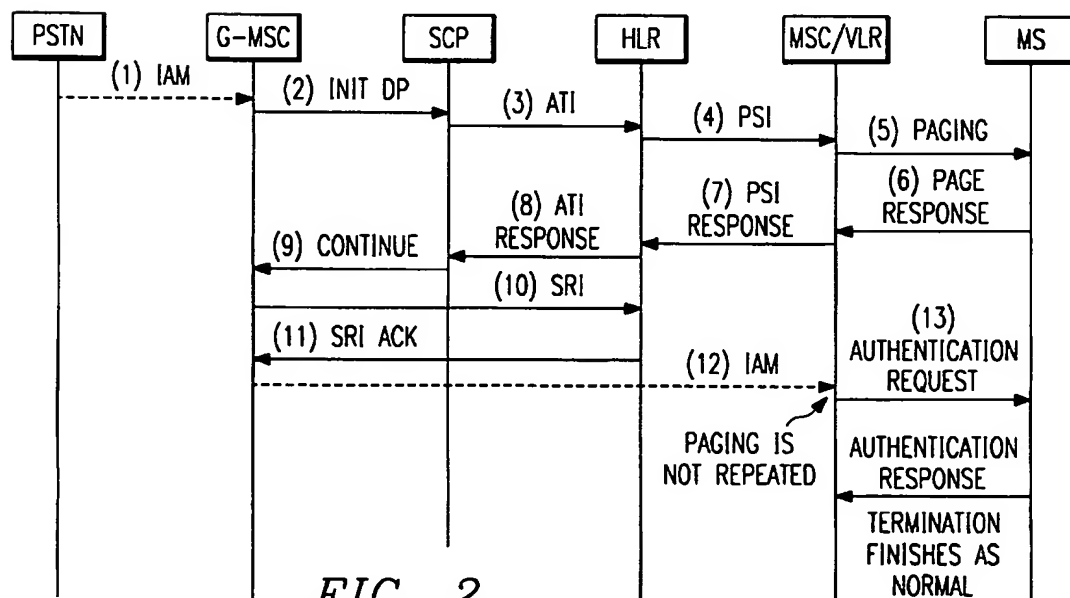 PSTN G-MSC SCP HLR MSC/VLR MS
(1) IAM
(2) INIT DP
(3) ATI
(4) PSI
(5) PAGING
(6) PAGE
RESPONSE
(7) PSI
RESPONSE
(8) ATI
RESPONSE
(9) CONTINUE
(10) SRI
(11) SRI ACK
(12) IAM
(13)
AUTHENTICATION
REQUEST
PAGING IS
NOT REPEATED
AUTHENTICATION
RESPONSE
TERMINATION
FINISHES AS
NORMAL
FIG. 2